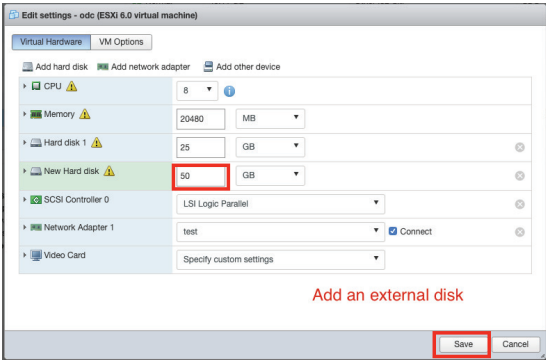 Edit settings - odc (ESXi 6.0 virtual machine)
Virtual Hardware VM Options
Add hard disk Add network adapter Add other device
CPU 8
Memory 20480 MB
Hard disk 1 25 GB
New Hard disk 50 GB
SCSI Controller 0 LSI Logic Parallel
Network Adapter 1 test Connect
Video Card Specify custom settings
Add an external disk
Save Cancel